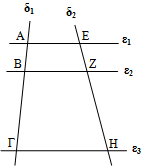 δ₁ δ₂
Α Ε ε₁
Β Ζ ε₂
Γ Η ε₃